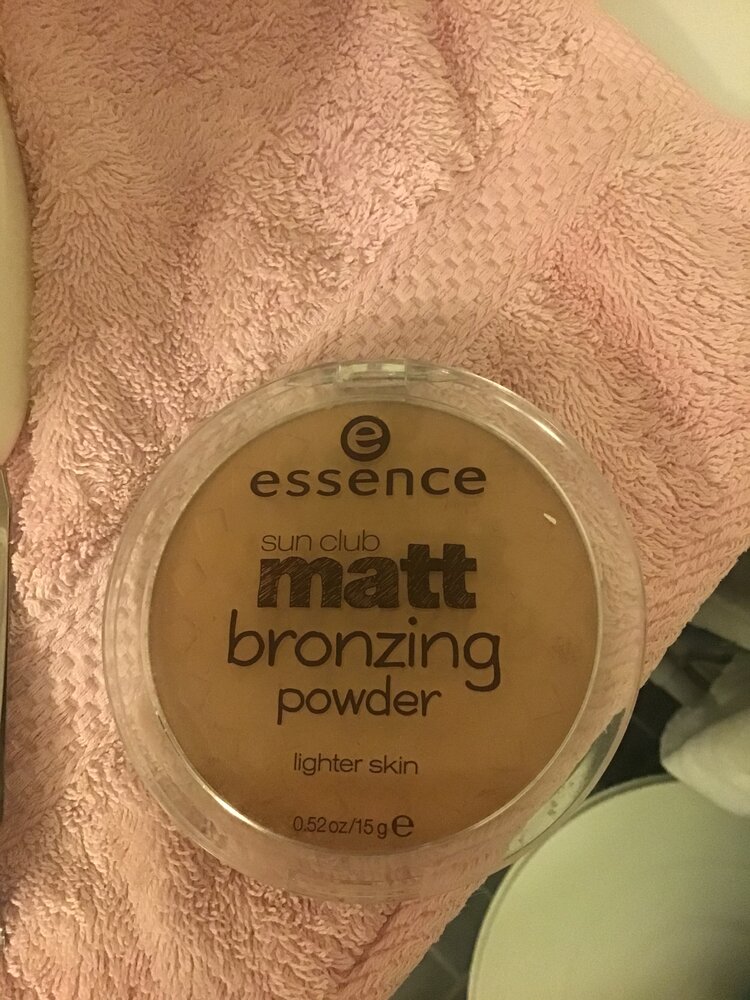 e
essence
sun club
matt
bronzing
powder
lighter skin
0.52 oz/15 g ℮